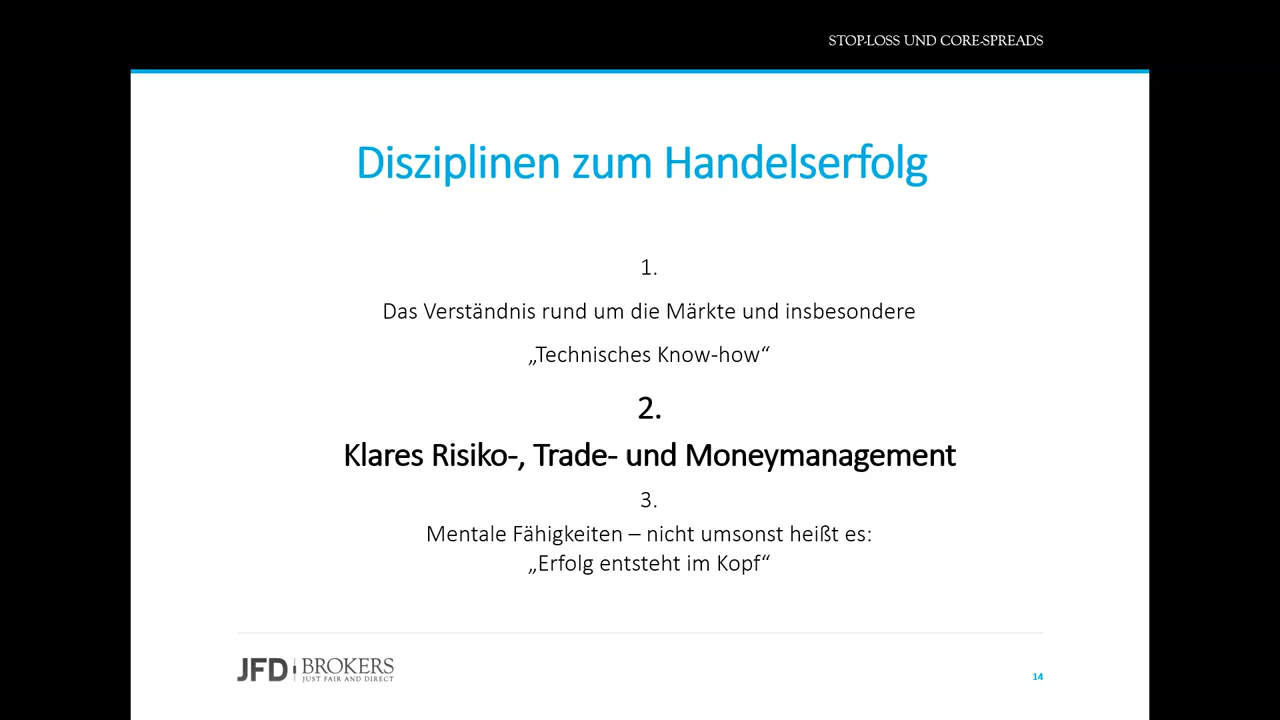 STOP-LOSS UND CORE-SPREADS
Disziplinen zum Handelserfolg
1.
Das Verständnis rund um die Märkte und insbesondere
„Technisches Know-how“
2.
Klares Risiko-, Trade- und Moneymanagement
3.
Mentale Fähigkeiten – nicht umsonst heißt es:
„Erfolg entsteht im Kopf“
JFD BROKERS
JUST FAIR AND DIRECT
14